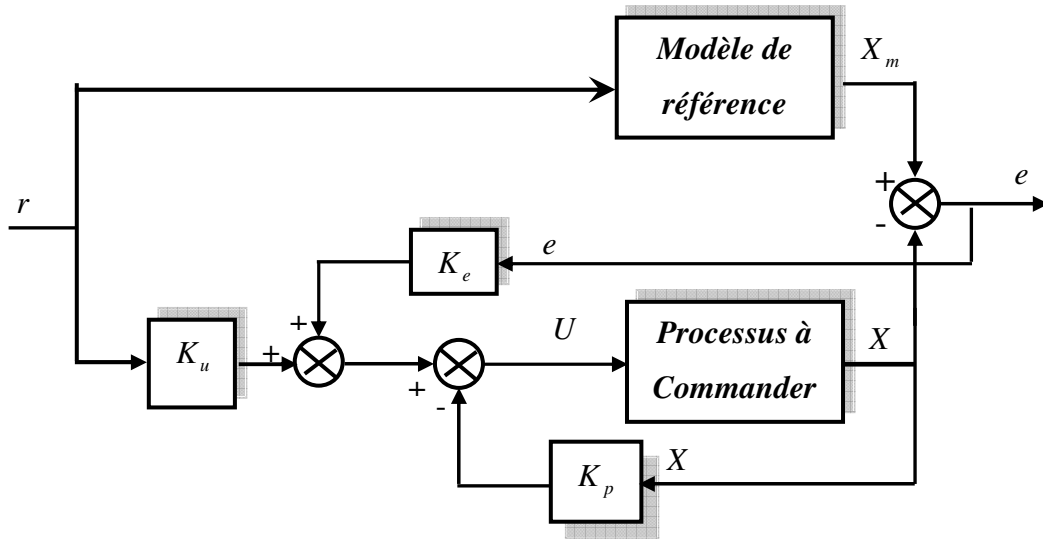 Modèle de
référence
X_m
+
-
e
r
e
K_e
+
K_u
+
+
-
U
Processus à
Commander
X
K_p
X